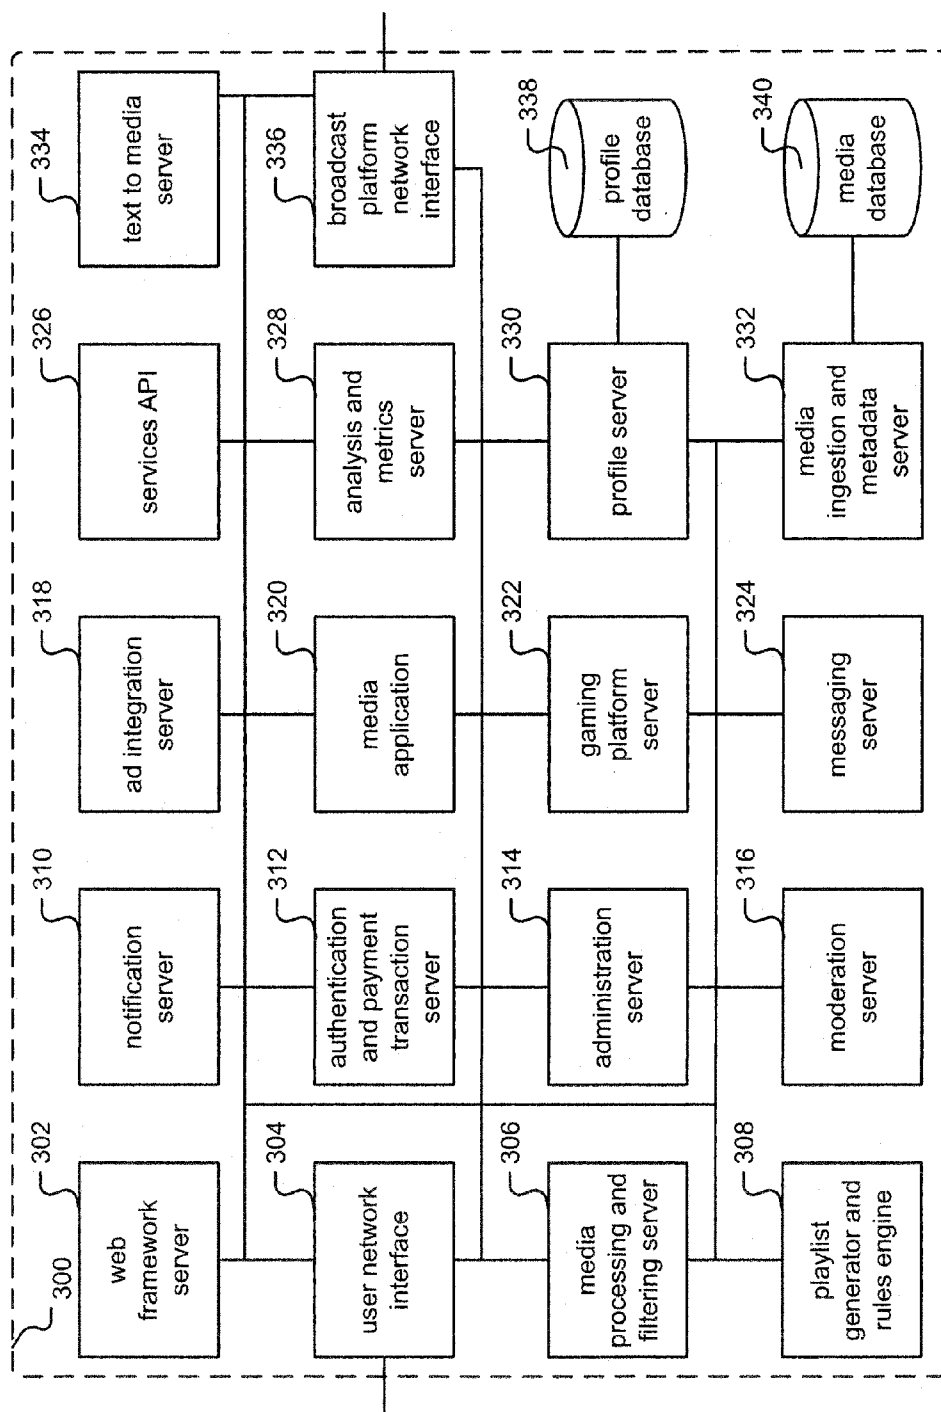 300
302
web
framework
server
310
notification
server
318
ad integration
server
326
services API
334
text to media
server
304
user network
interface
312
authentication
and payment
transaction
server
320
media
application
328
analysis and
metrics
server
336
broadcast
platform
network
interface
306
media
processing and
filtering server
314
administration
server
322
gaming
platform
server
330
profile server
338
profile
database
308
playlist
generator and
rules engine
316
moderation
server
324
messaging
server
332
media
ingestion and
metadata
server
340
media
database